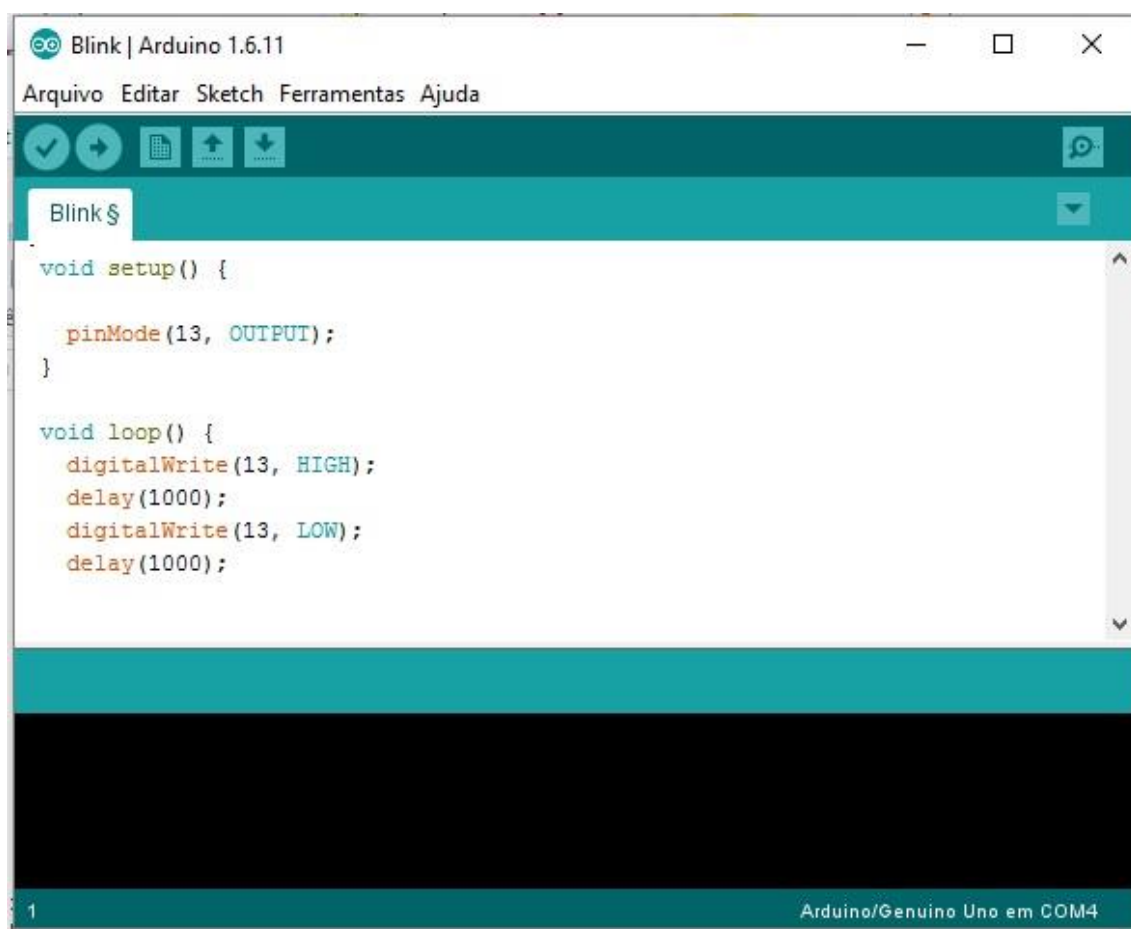 Blink | Arduino 1.6.11
Arquivo Editar Sketch Ferramentas Ajuda
Blink §
void setup() {
pinMode(13, OUTPUT);
}
void loop() {
digitalWrite(13, HIGH);
delay(1000);
digitalWrite(13, LOW);
delay(1000);
1
Arduino/Genuino Uno em COM4